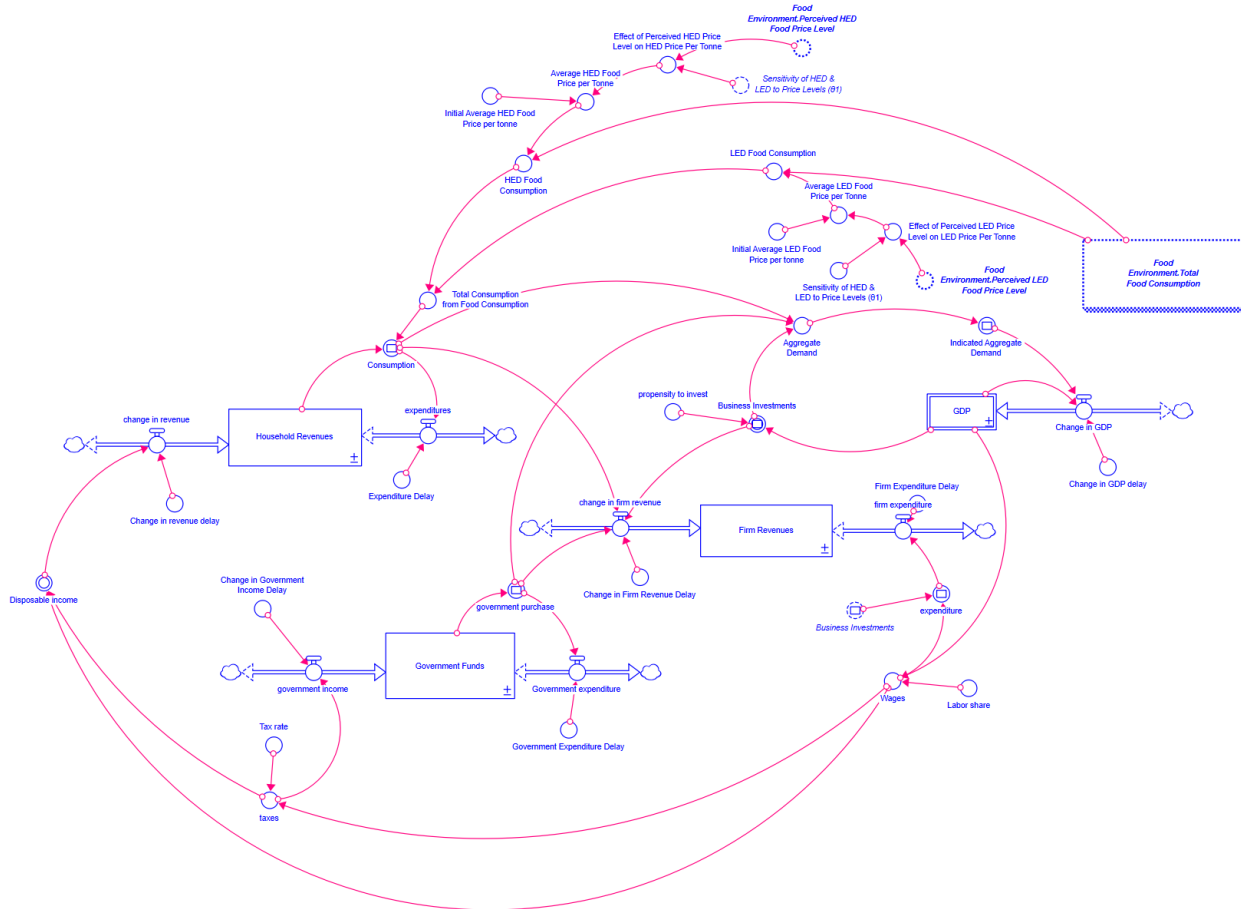 Food
Environment.Perceived HED
Food Price Level
Effect of Perceived HED Price
Level on HED Price Per Tonne
Average HED Food
Price per Tonne
Sensitivity of HED &
LED to Price Levels (θ1)
Initial Average HED Food
Price per tonne
LED Food Consumption
HED Food
Consumption
Average LED Food
Price per Tonne
Effect of Perceived LED Price
Level on LED Price Per Tonne
Initial Average LED Food
Price per tonne
Food
Environment.Total
Food Consumption
Food
Environment.Perceived LED
Food Price Level
Sensitivity of HED &
LED to Price Levels (θ1)
Total Consumption
from Food Consumption
Aggregate
Demand
Indicated Aggregate
Demand
Consumption
propensity to invest
Business Investments
GDP
±
Change in GDP
change in revenue
Household Revenues
±
expenditures
Change in GDP delay
Expenditure Delay
Firm Expenditure Delay
change in firm revenue
firm expenditure
Change in revenue delay
Firm Revenues
±
Change in Government
Income Delay
Disposable income
government purchase
Change in Firm Revenue Delay
expenditure
Business Investments
Government Funds
±
government income
Government expenditure
Wages
Labor share
Tax rate
Government Expenditure Delay
taxes